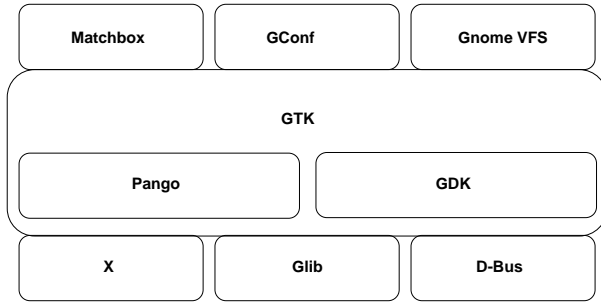 Matchbox
GConf
Gnome VFS
GTK
Pango
GDK
X
Glib
D-Bus